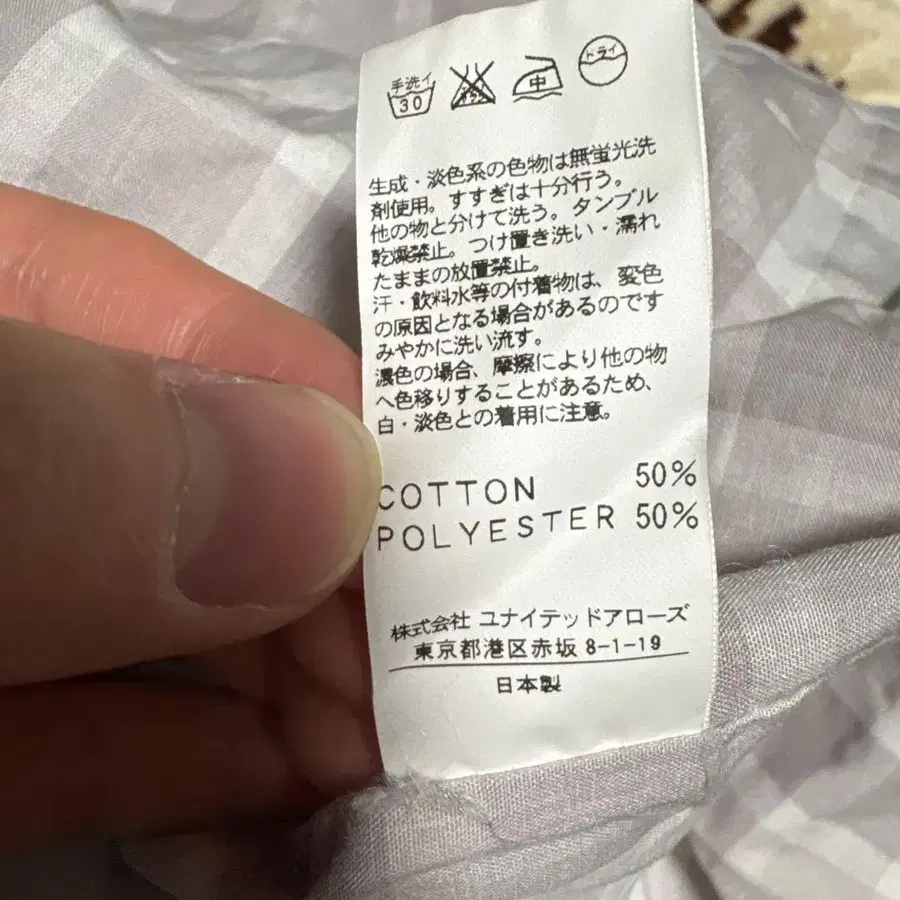 手洗イ
30
中
ドライ
生成・淡色系の色物は無蛍光洗
剤使用。すすぎは十分行う。
他の物と分けて洗う。タンブル
乾燥禁止。つけ置き洗い・濡れ
たままの放置禁止。
汗・飲料水等の付着物は、変色
の原因となる場合があるのです
みやかに洗い流す。
濃色の場合、摩擦により他の物
へ色移りすることがあるため、
白・淡色との着用に注意。
COTTON 50%
POLYESTER 50%
株式会社 ユナイテッドアローズ
東京都港区赤坂 8-1-19
日本製